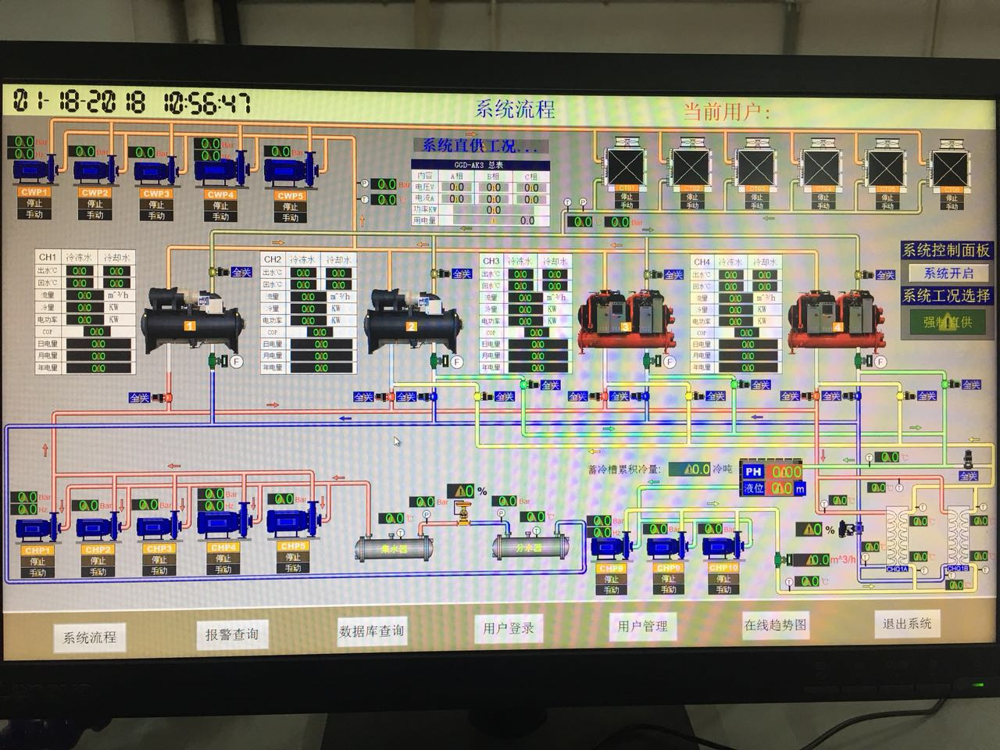 01-18-2018 10:56:47
系统流程
当前用户:
0.0 Bar
0.0 Hz
0.0 Bar
0.0 Bar
0.0 Bar
0.0 Hz
0.0 Bar
CWP1 CWP2 CWP3 CWP4 CWP5
停止 停止 停止 停止 停止
手动 手动 手动 手动 手动
P 0.0 Bar
T 0.0
系统直供工况...
GGD-AK3 总表
内容 A相 B相 C相
电压V 0.0 0.0 0.0
电流A 0.0 0.0 0.0
功率KW 0.0
用电量 0.0
CT01 CT02 CT03 CT04 CT05 CT06
停止 停止 停止 停止 停止 停止
手动 手动 手动 手动 手动 手动
T P
0.0 0.0 Bar
CH1 冷冻水 冷却水
出水℃ 0.0 0.0
回水℃ 0.0 0.0
流量 0.0 m^3/h
冷量 0.0 KW
电功率 0.0 KW
COP 0.0
日电量 0.0
月电量 0.0
年电量 0.0
CH2 冷冻水 冷却水
出水℃ 0.0 0.0
回水℃ 0.0 0.0
流量 0.0 m^3/h
冷量 0.0 KW
电功率 0.0 KW
COP 0.0
日电量 0.0
月电量 0.0
年电量 0.0
CH3 冷冻水 冷却水
出水℃ 0.0 0.0
回水℃ 0.0 0.0
流量 0.0 m^3/h
冷量 0.0 KW
电功率 0.0 KW
COP 0.0
日电量 0.0
月电量 0.0
年电量 0.0
CH4 冷冻水 冷却水
出水℃ 0.0 0.0
回水℃ 0.0 0.0
流量 0.0 m^3/h
冷量 0.0 KW
电功率 0.0 KW
COP 0.0
日电量 0.0
月电量 0.0
年电量 0.0
全关 全关 全关 全关
1 2 3 4
F F F F
系统控制面板
系统开启
系统工况选择
强制直供
全关 全关 全关 全关 全关 全关 全关 全关 全关 全关 全关 全关
全关
蓄冷槽累积冷量: 0.0 冷吨
PH 0.00
液位 0.0 m
0.0 Bar
0.0 Hz
0.0 Bar
0.0 Bar
0.0 Bar
0.0 Hz
0.0 Bar
CHP1 CHP2 CHP3 CHP4 CHP5
停止 停止 停止 停止 停止
手动 手动 手动 手动 手动
0.0 %
0.0 Bar 0.0 Bar
0.0 ℃ 0.0 ℃
集水器 分水器
0.0 Bar
0.0 Hz
CHP8 CHP9 CHP10
停止 停止 停止
手动 手动 手动
0.0 %
0.0 m^3/h
0.0 ℃
CHQ1A CHQ1B
系统流程 报警查询 数据库查询 用户登录 用户管理 在线趋势图 退出系统